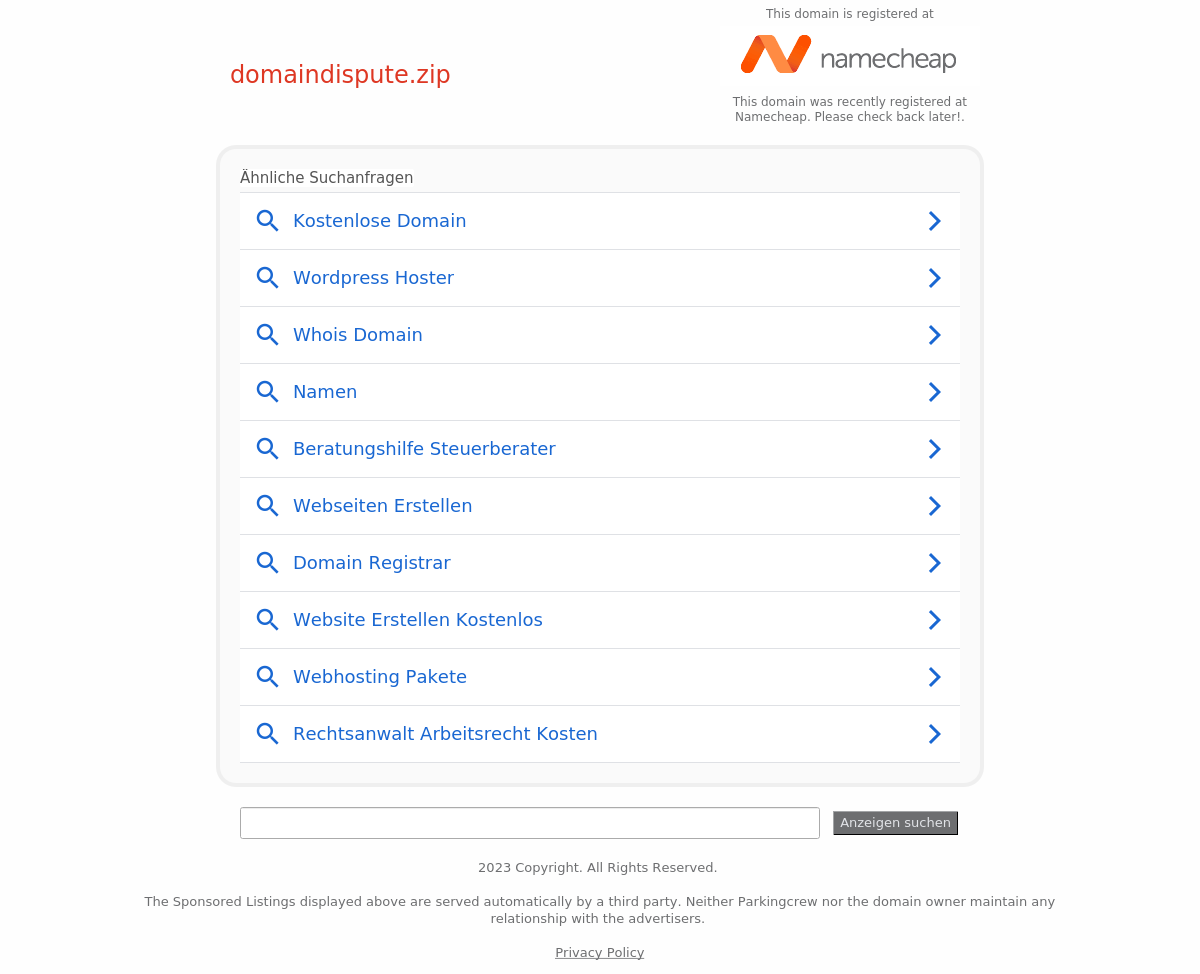 This domain is registered at
namecheap
domaindispute.zip
This domain was recently registered at
Namecheap. Please check back later!.
Ähnliche Suchanfragen
Kostenlose Domain
Wordpress Hoster
Whois Domain
Namen
Beratungshilfe Steuerberater
Webseiten Erstellen
Domain Registrar
Website Erstellen Kostenlos
Webhosting Pakete
Rechtsanwalt Arbeitsrecht Kosten
Anzeigen suchen
2023 Copyright. All Rights Reserved.
The Sponsored Listings displayed above are served automatically by a third party. Neither Parkingcrew nor the domain owner maintain any
relationship with the advertisers.
Privacy Policy